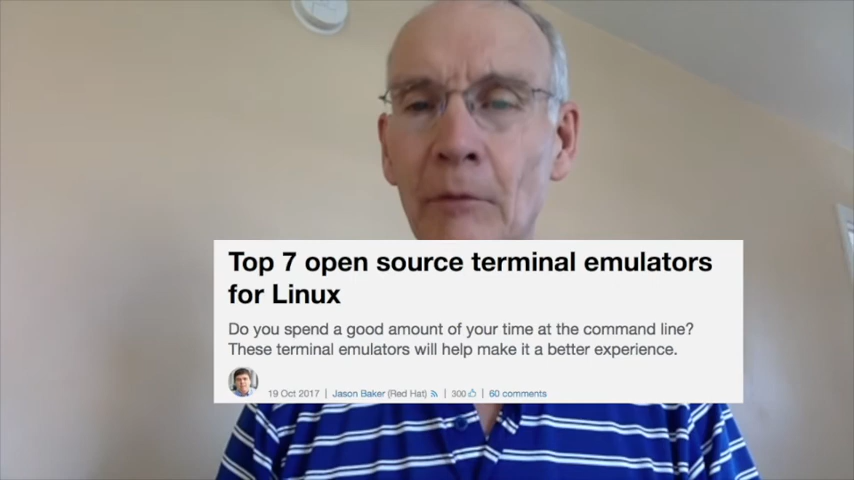 Top 7 open source terminal emulators
for Linux
Do you spend a good amount of your time at the command line?
These terminal emulators will help make it a better experience.
19 Oct 2017 | Jason Baker (Red Hat) | 300 | 60 comments